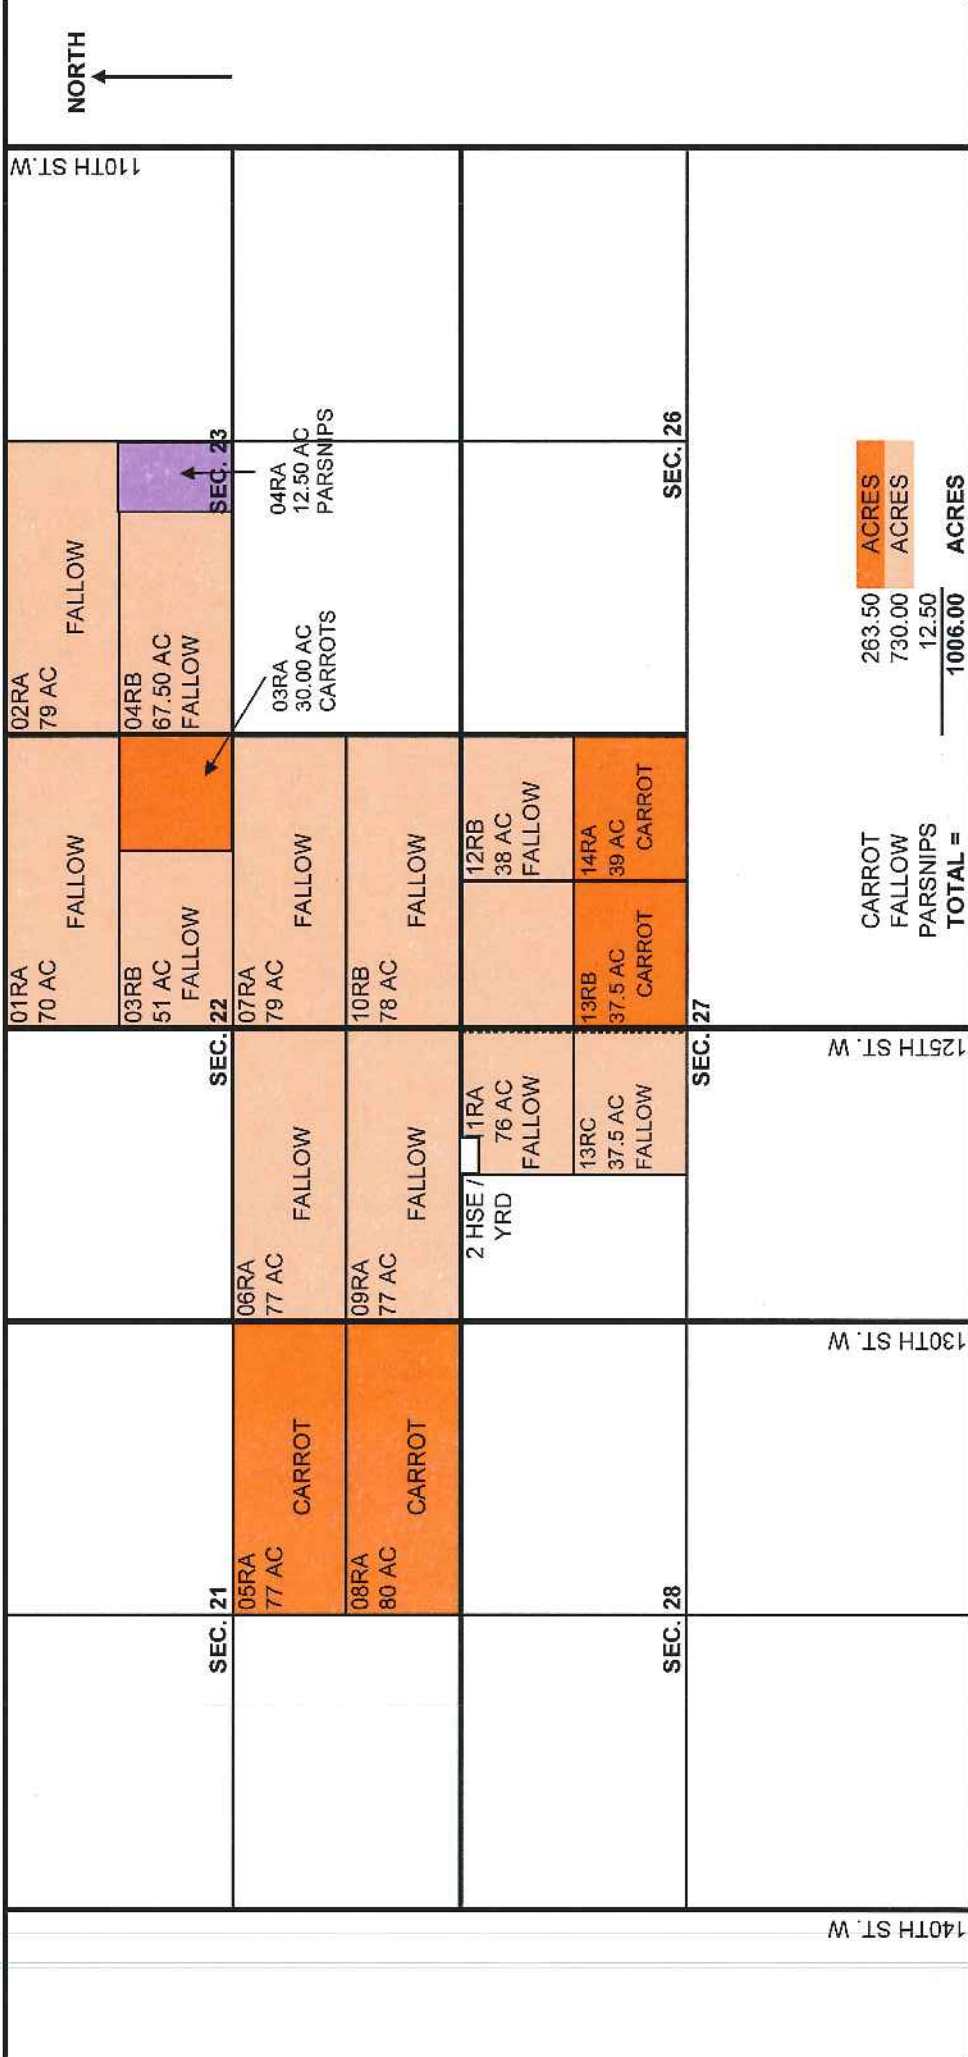 NORTH
110TH ST.W
01RA
70 AC
FALLOW
02RA
79 AC
FALLOW
03RB
51 AC
FALLOW
04RB
67.50 AC
FALLOW
SEC. 21
SEC. 22
SEC. 23
05RA
77 AC
CARROT
06RA
77 AC
FALLOW
07RA
79 AC
FALLOW
03RA
30.00 AC
CARROTS
04RA
12.50 AC
PARSNIPS
08RA
80 AC
CARROT
09RA
77 AC
FALLOW
10RB
78 AC
FALLOW
2 HSE /
YRD
1RA
76 AC
FALLOW
12RB
38 AC
FALLOW
13RC
37.5 AC
FALLOW
13RB
37.5 AC
CARROT
14RA
39 AC
CARROT
SEC. 28
SEC. 27
SEC. 26
140TH ST. W
130TH ST. W
125TH ST. W
CARROT 263.50 ACRES
FALLOW 730.00 ACRES
PARSNIPS 12.50
TOTAL = 1006.00 ACRES